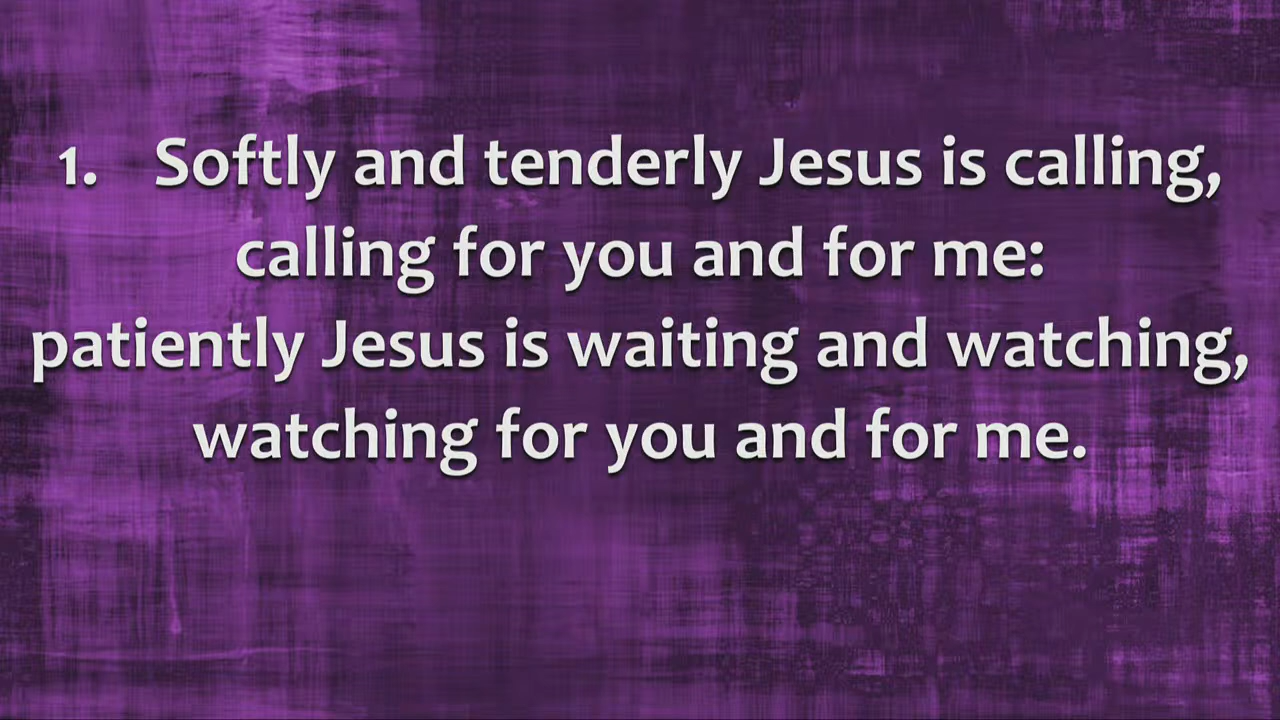 1. Softly and tenderly Jesus is calling,
calling for you and for me:
patiently Jesus is waiting and watching,
watching for you and for me.